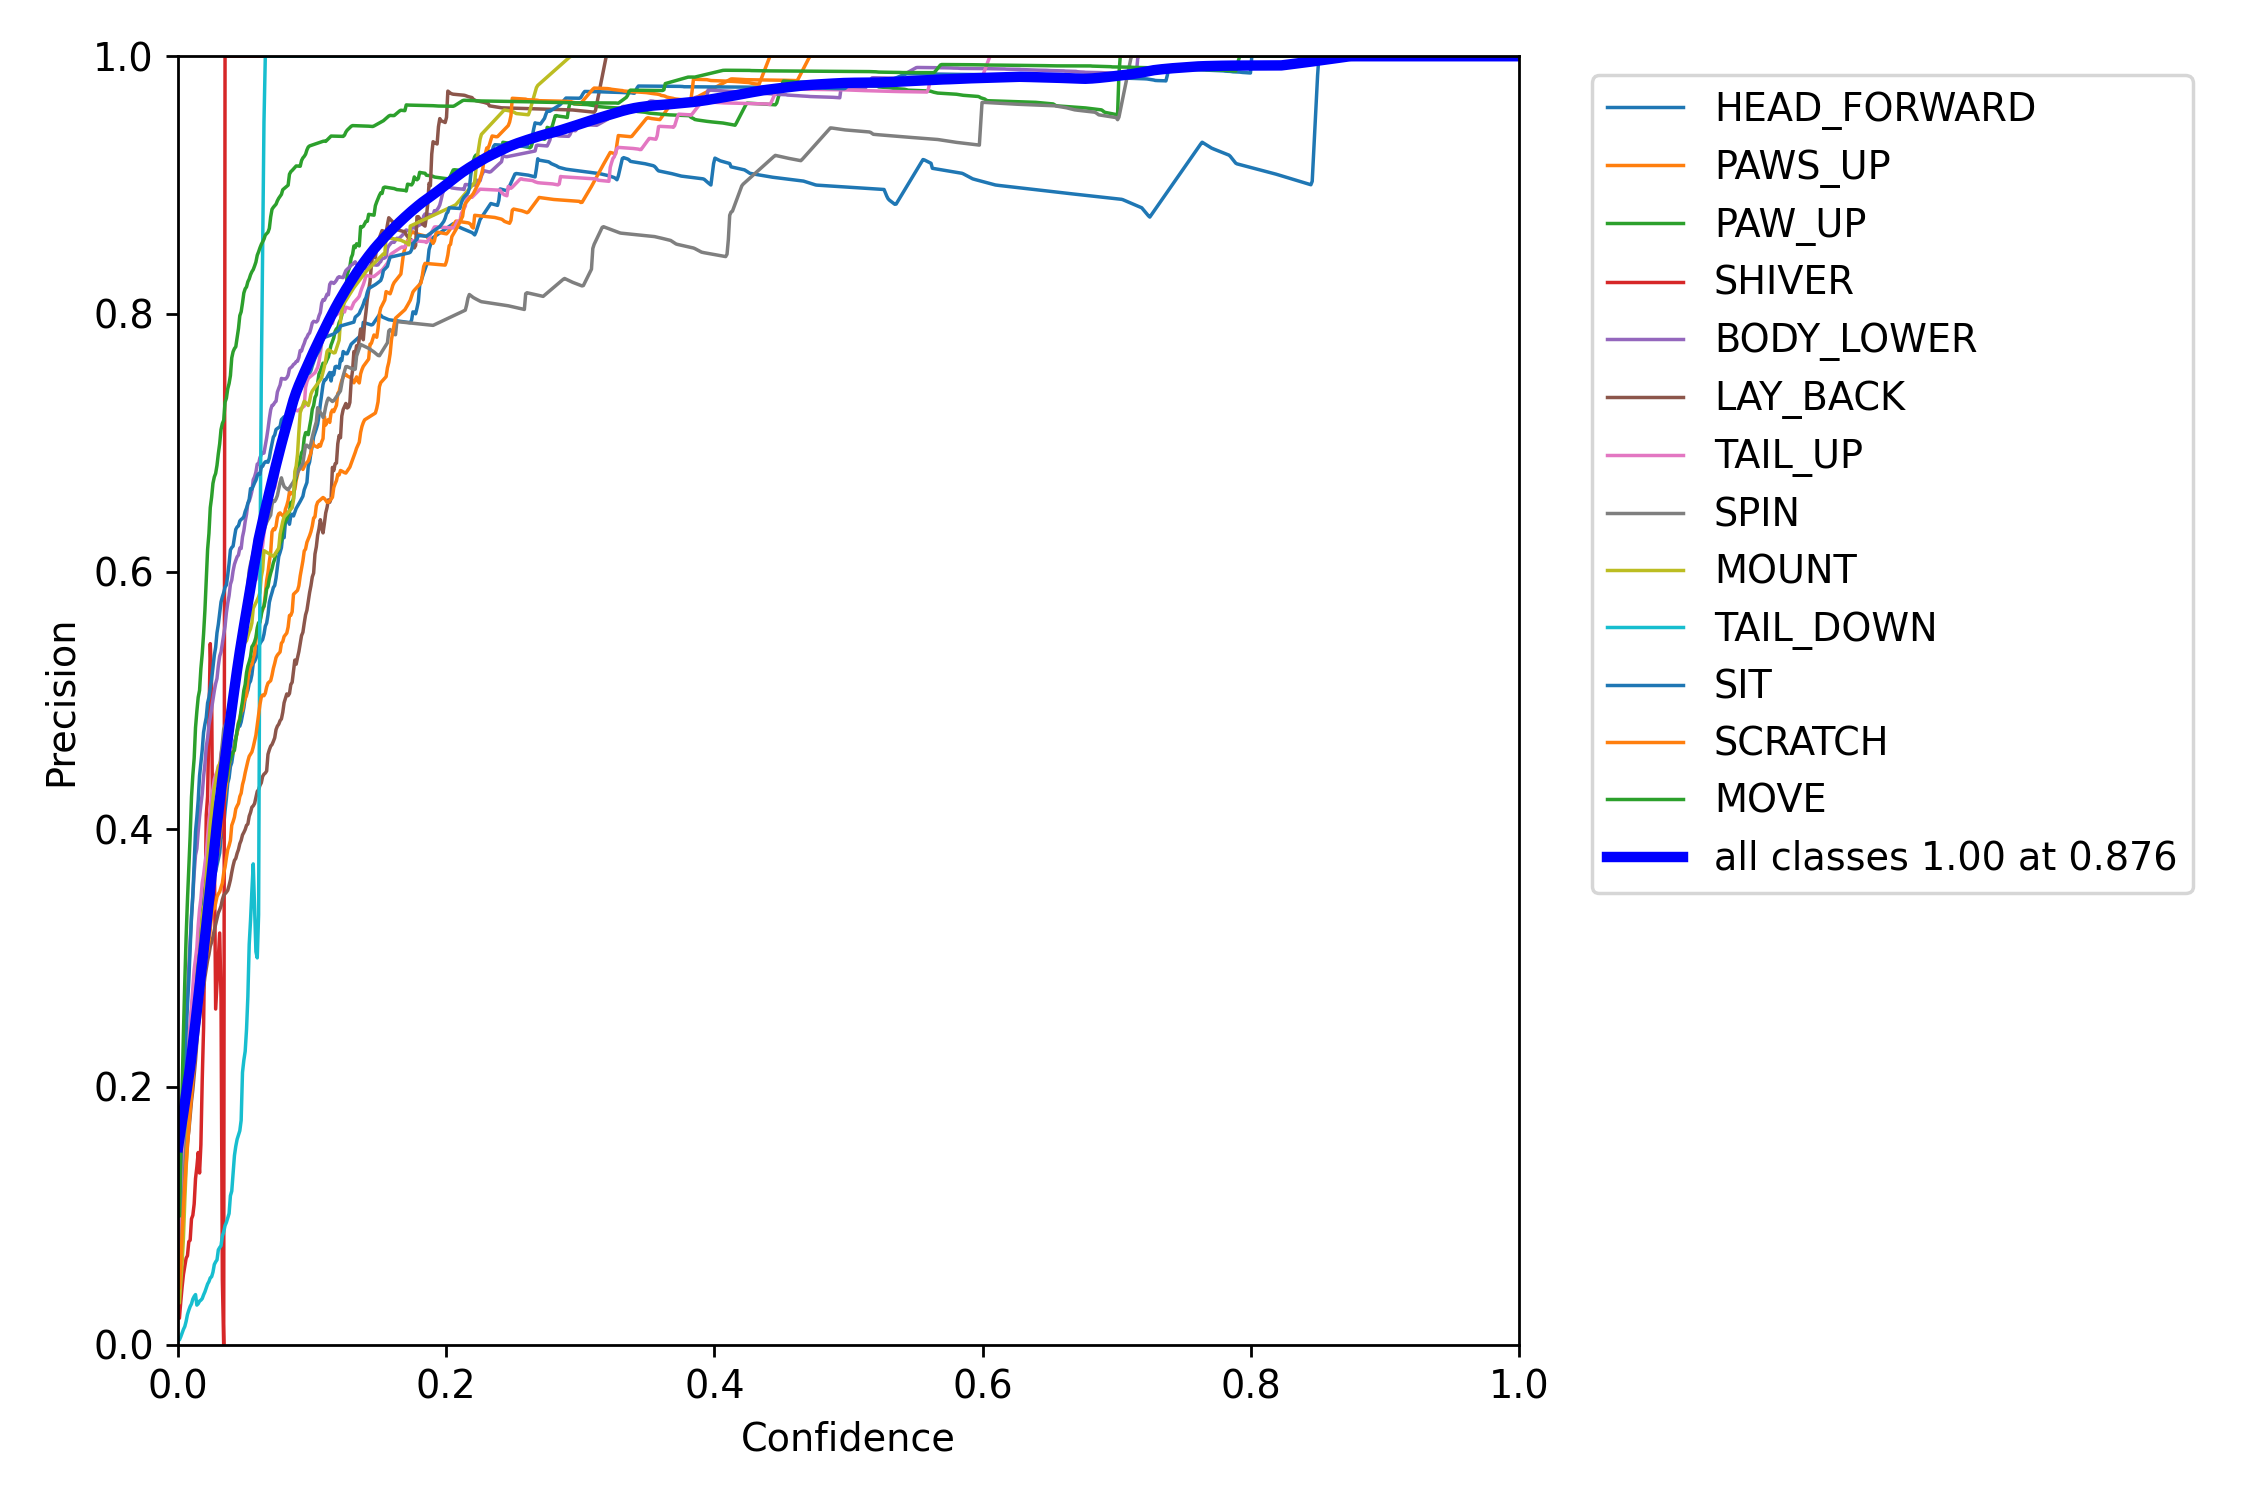 1.0
0.8
0.6
0.4
0.2
0.0
Precision
0.0 0.2 0.4 0.6 0.8 1.0
Confidence
HEAD_FORWARD
PAWS_UP
PAW_UP
SHIVER
BODY_LOWER
LAY_BACK
TAIL_UP
SPIN
MOUNT
TAIL_DOWN
SIT
SCRATCH
MOVE
all classes 1.00 at 0.876